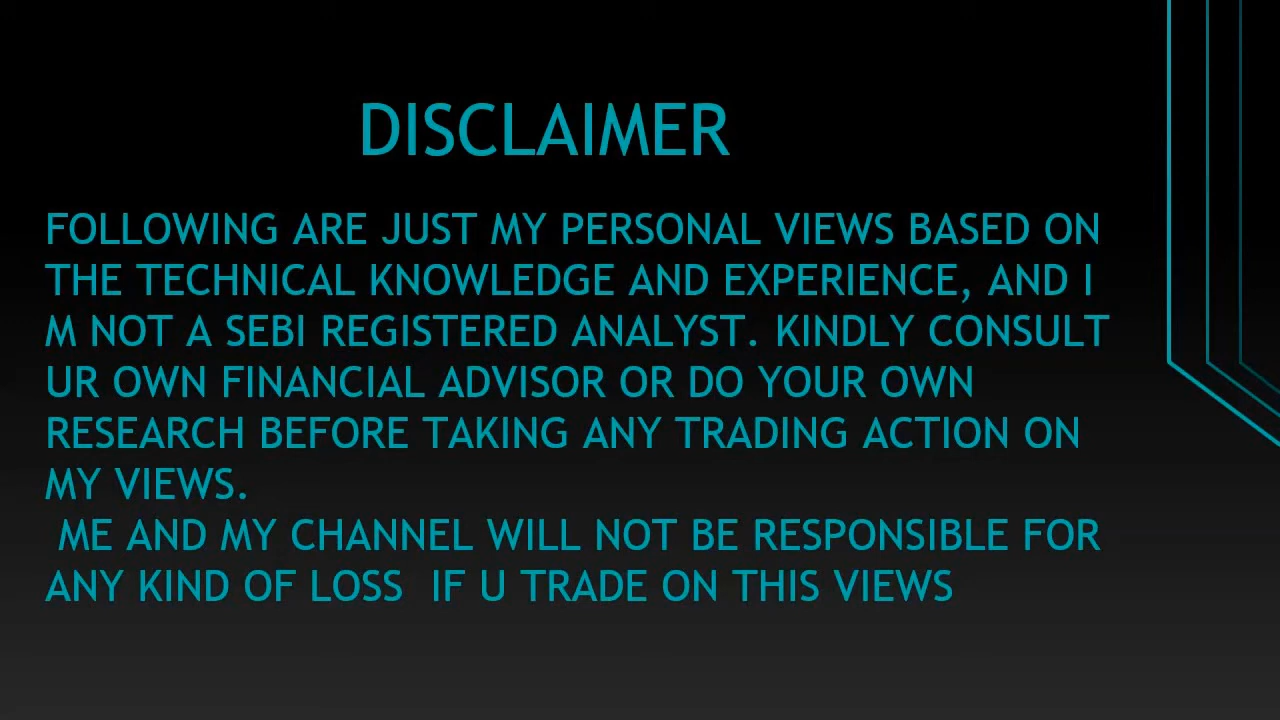 DISCLAIMER
FOLLOWING ARE JUST MY PERSONAL VIEWS BASED ON
THE TECHNICAL KNOWLEDGE AND EXPERIENCE, AND I
M NOT A SEBI REGISTERED ANALYST. KINDLY CONSULT
UR OWN FINANCIAL ADVISOR OR DO YOUR OWN
RESEARCH BEFORE TAKING ANY TRADING ACTION ON
MY VIEWS.
ME AND MY CHANNEL WILL NOT BE RESPONSIBLE FOR
ANY KIND OF LOSS  IF U TRADE ON THIS VIEWS